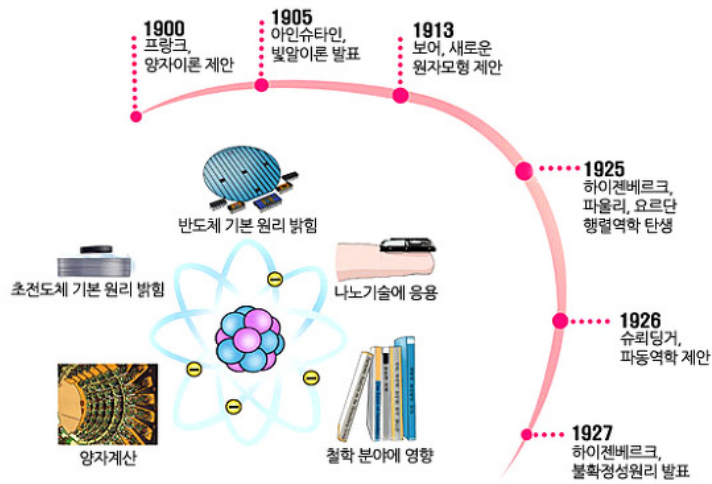 1900
프랑크,
양자이론 제안
1905
아인슈타인,
빛알이론 발표
1913
보어, 새로운
원자모형 제안
1925
하이젠베르크,
파울리, 요르단
행렬역학 탄생
1926
슈뢰딩거,
파동역학 제안
1927
하이젠베르크,
불확정성원리 발표
반도체 기본 원리 밝힘
초전도체 기본 원리 밝힘
나노기술에 응용
양자계산
철학 분야에 영향